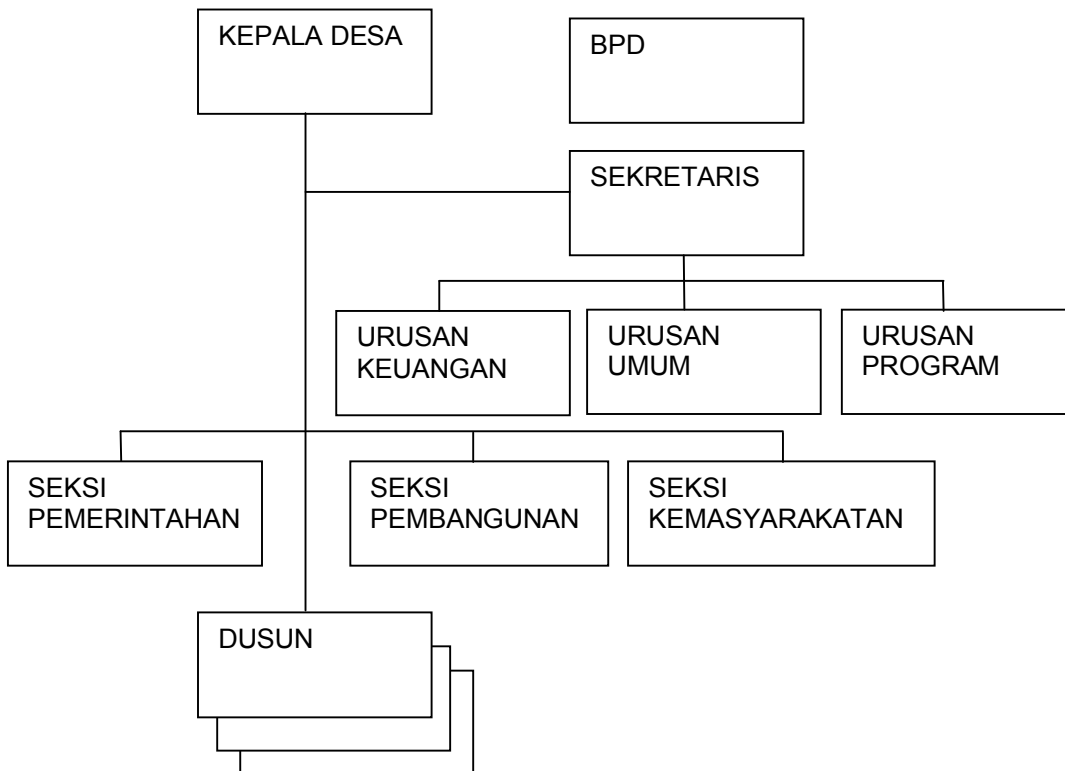 KEPALA DESA
BPD
SEKRETARIS
URUSAN
KEUANGAN
URUSAN
UMUM
URUSAN
PROGRAM
SEKSI
PEMERINTAHAN
SEKSI
PEMBANGUNAN
SEKSI
KEMASYARAKATAN
DUSUN